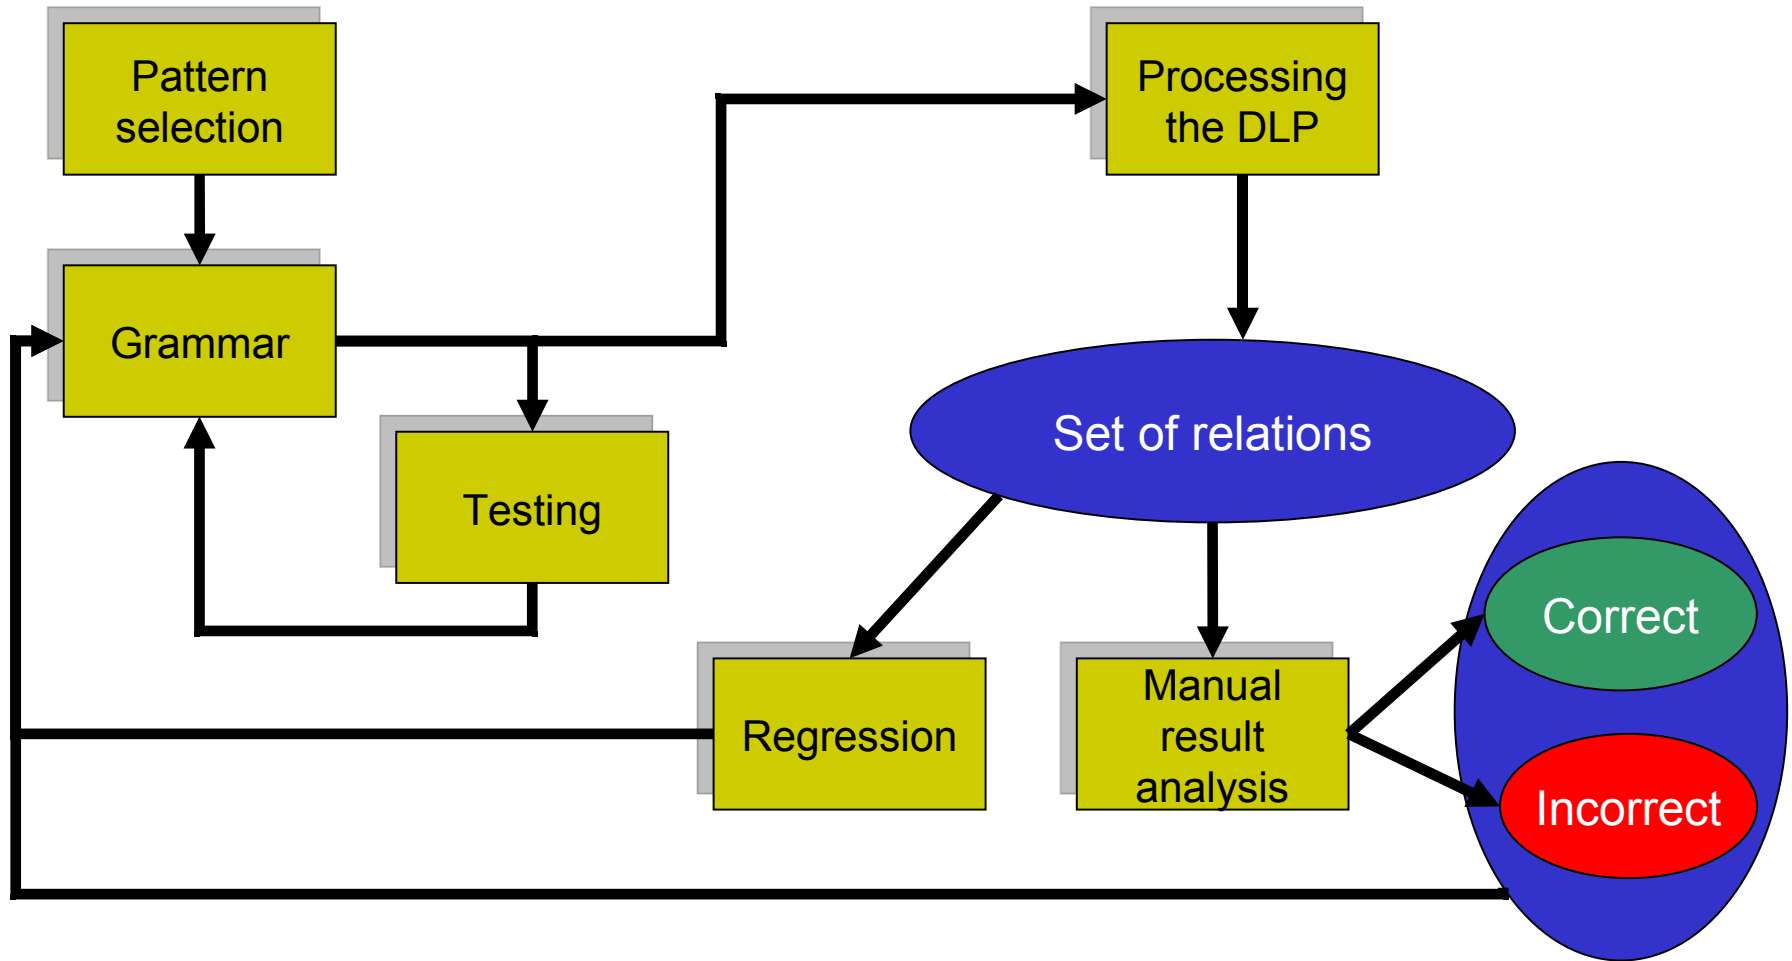 Pattern
selection
Processing
the DLP
Grammar
Set of relations
Testing
Correct
Regression
Manual
result
analysis
Incorrect